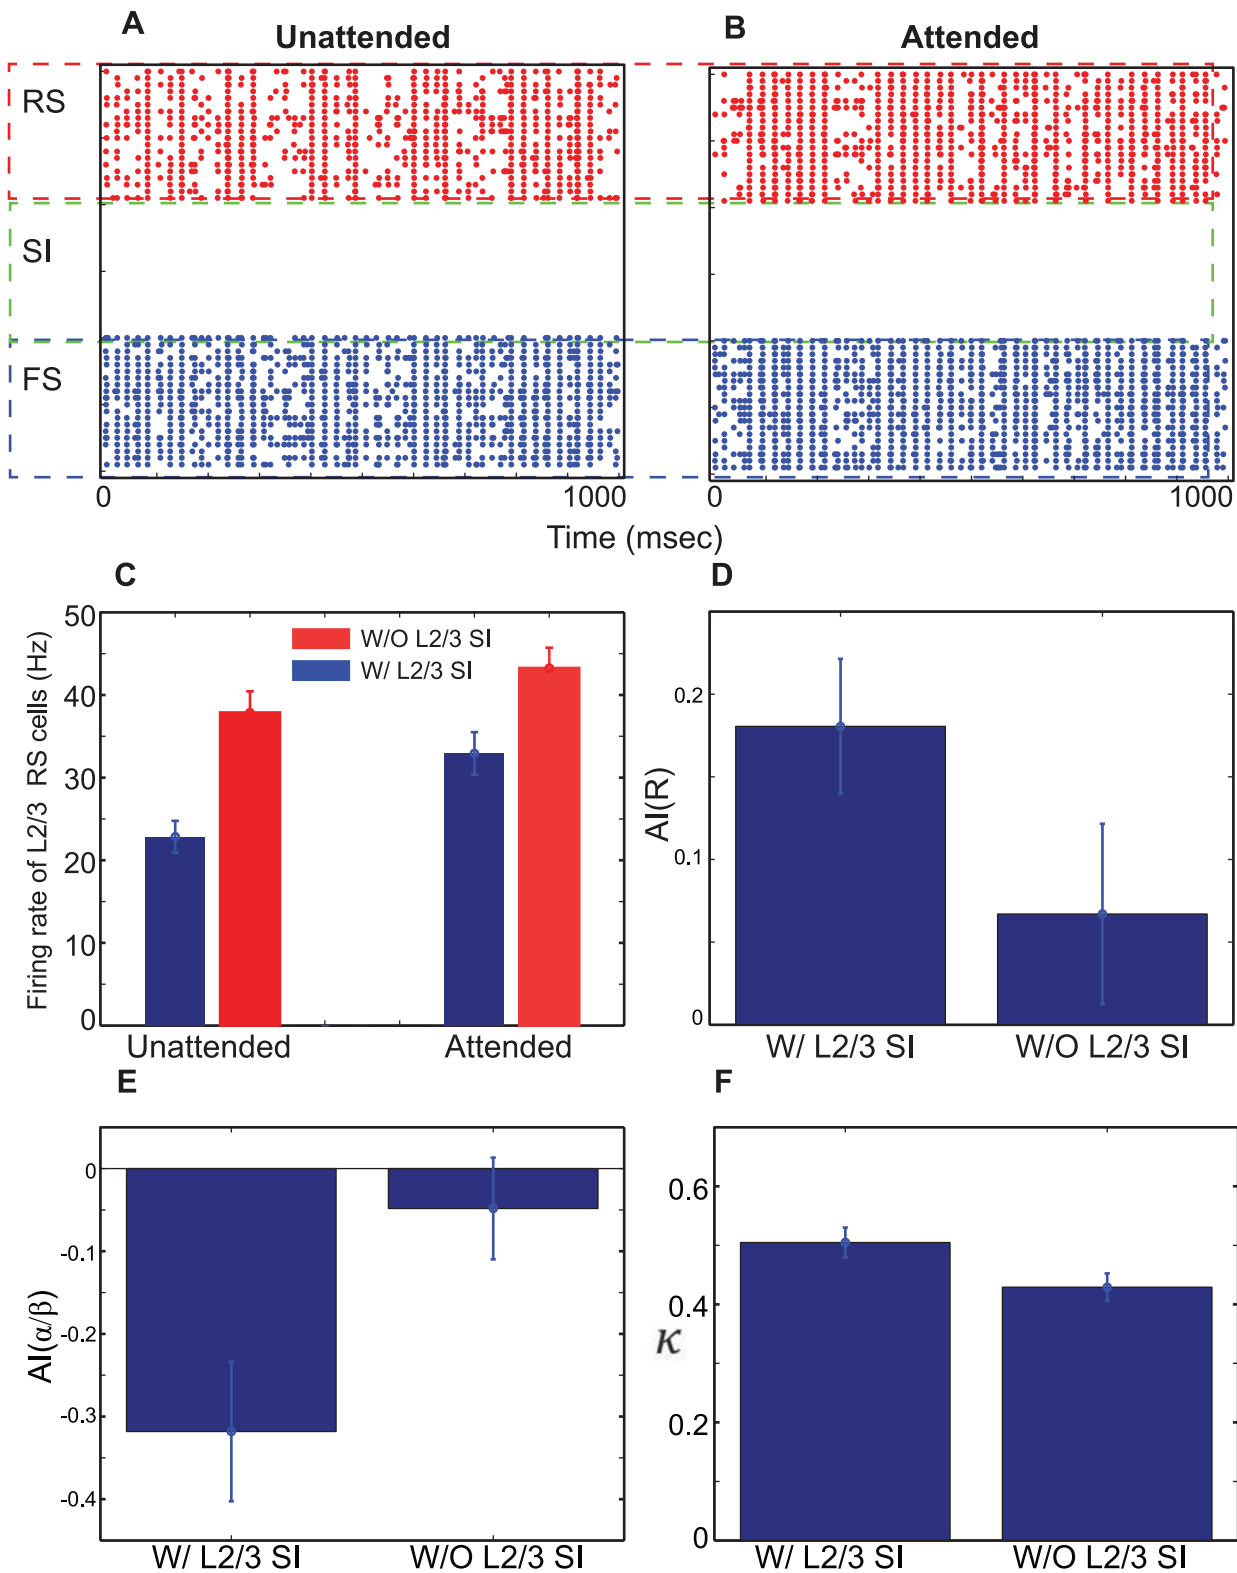 A
Unattended
B
Attended
RS
SI
FS
0
1000
0
1000
Time (msec)
C
50
40
30
20
10
0
Firing rate of L2/3 RS cells (Hz)
W/O L2/3 SI
W/ L2/3 SI
Unattended
Attended
D
0.2
0.1
0
AI(R)
W/ L2/3 SI
W/O L2/3 SI
E
0
-0.1
-0.2
-0.3
-0.4
AI(α/β)
W/ L2/3 SI
W/O L2/3 SI
F
0.6
0.4
0.2
0
κ
W/ L2/3 SI
W/O L2/3 SI